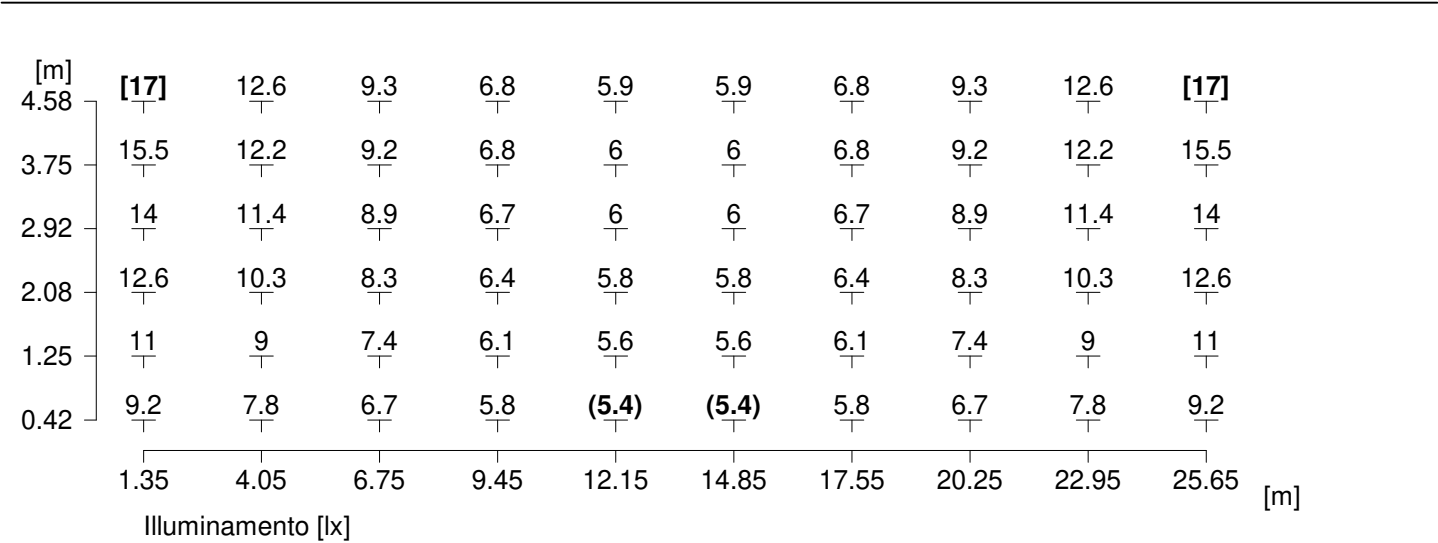 [m]
[17] 12.6 9.3 6.8 5.9 5.9 6.8 9.3 12.6 [17]
4.58
15.5 12.2 9.2 6.8 6 6 6.8 9.2 12.2 15.5
3.75
14 11.4 8.9 6.7 6 6 6.7 8.9 11.4 14
2.92
12.6 10.3 8.3 6.4 5.8 5.8 6.4 8.3 10.3 12.6
2.08
11 9 7.4 6.1 5.6 5.6 6.1 7.4 9 11
1.25
9.2 7.8 6.7 5.8 (5.4) (5.4) 5.8 6.7 7.8 9.2
0.42
1.35 4.05 6.75 9.45 12.15 14.85 17.55 20.25 22.95 25.65
[m]
Illuminamento [lx]